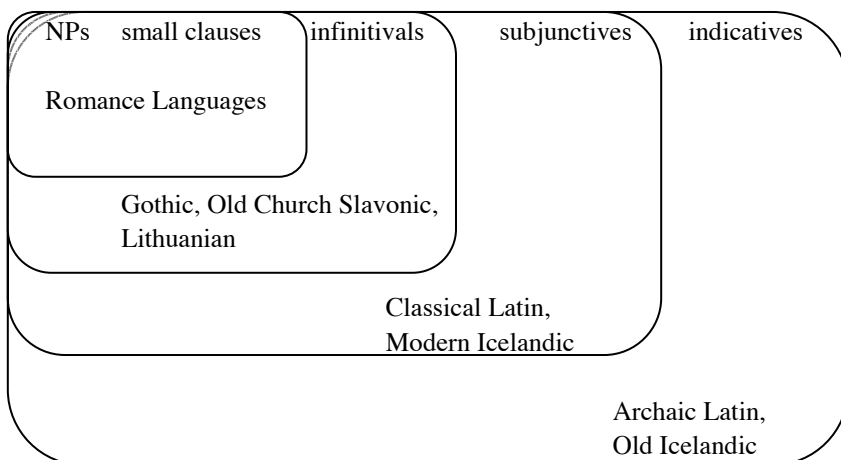 NPs small clauses infinitivals subjunctives indicatives
Romance Languages
Gothic, Old Church Slavonic,
Lithuanian
Classical Latin,
Modern Icelandic
Archaic Latin,
Old Icelandic